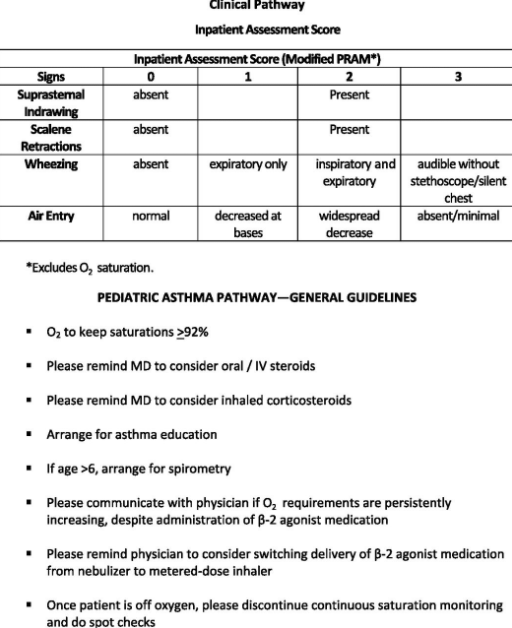 Clinical Pathway
Inpatient Assessment Score
Inpatient Assessment Score (Modified PRAM*)
Signs 0 1 2 3
Suprasternal absent Present
Indrawing
Scalene absent Present
Retractions
Wheezing absent expiratory only inspiratory and audible without
expiratory stethoscope/silent
chest
Air Entry normal decreased at widespread absent/minimal
bases decrease
*Excludes O₂ saturation.
PEDIATRIC ASTHMA PATHWAY—GENERAL GUIDELINES
▪ O₂ to keep saturations ≥92%
▪ Please remind MD to consider oral / IV steroids
▪ Please remind MD to consider inhaled corticosteroids
▪ Arrange for asthma education
▪ If age >6, arrange for spirometry
▪ Please communicate with physician if O₂ requirements are persistently
increasing, despite administration of β-2 agonist medication
▪ Please remind physician to consider switching delivery of β-2 agonist medication
from nebulizer to metered-dose inhaler
▪ Once patient is off oxygen, please discontinue continuous saturation monitoring
and do spot checks